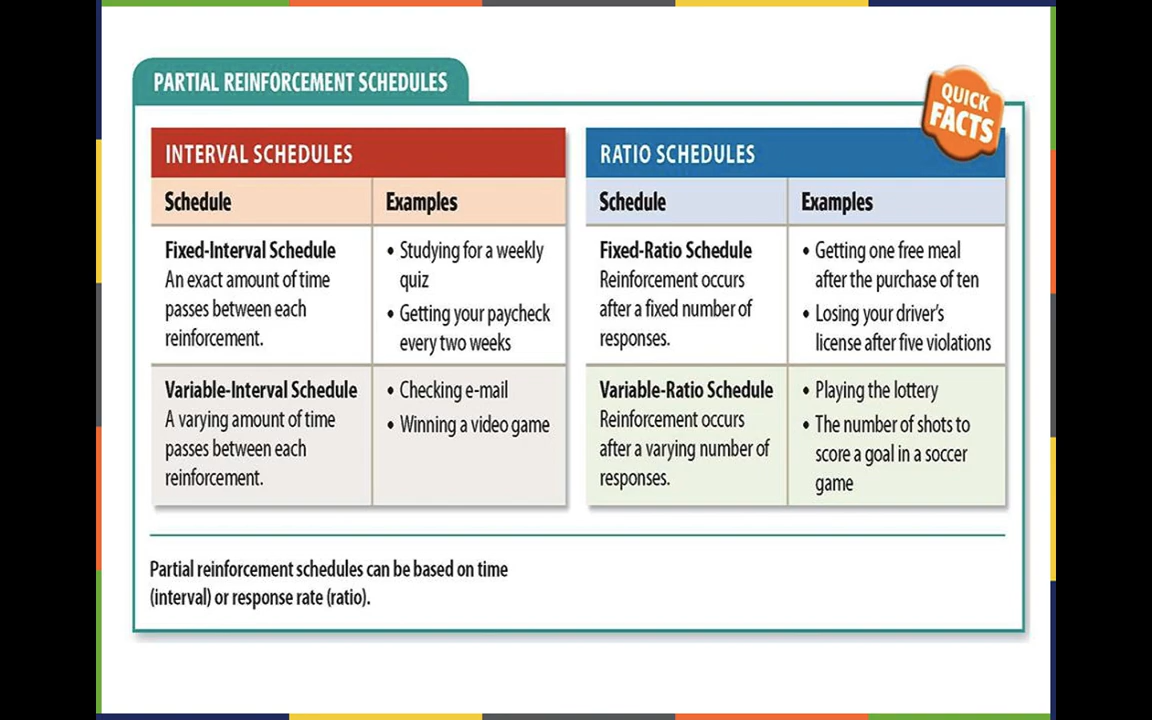 PARTIAL REINFORCEMENT SCHEDULES
QUICK
FACTS
INTERVAL SCHEDULES
Schedule
Examples
Fixed-Interval Schedule
An exact amount of time
passes between each
reinforcement.
• Studying for a weekly
quiz
• Getting your paycheck
every two weeks
Variable-Interval Schedule
A varying amount of time
passes between each
reinforcement.
• Checking e-mail
• Winning a video game
RATIO SCHEDULES
Schedule
Examples
Fixed-Ratio Schedule
Reinforcement occurs
after a fixed number of
responses.
• Getting one free meal
after the purchase of ten
• Losing your driver's
license after five violations
Variable-Ratio Schedule
Reinforcement occurs
after a varying number of
responses.
• Playing the lottery
• The number of shots to
score a goal in a soccer
game
Partial reinforcement schedules can be based on time
(interval) or response rate (ratio).